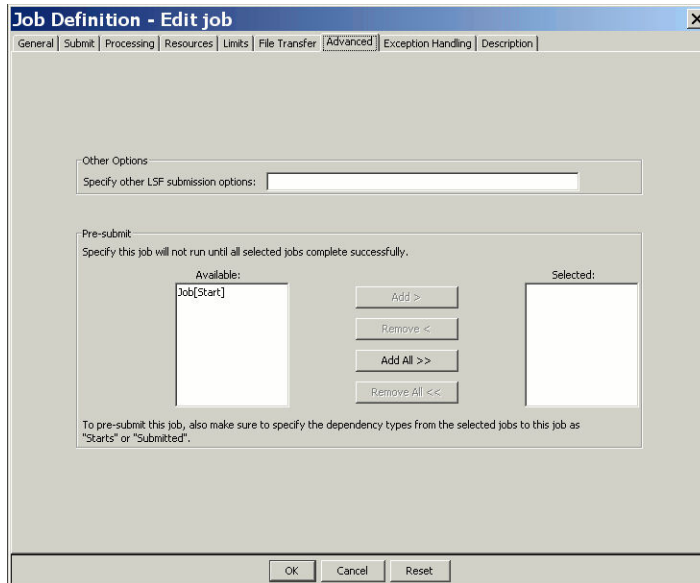 Job Definition - Edit job
General Submit Processing Resources Limits File Transfer Advanced Exception Handling Description
Other Options
Specify other LSF submission options:
Pre-submit
Specify this job will not run until all selected jobs complete successfully.
Available: Selected:
Job[Start]
Add >
Remove <
Add All >>
Remove All <<
To pre-submit this job, also make sure to specify the dependency types from the selected jobs to this job as
"Starts" or "Submitted".
OK Cancel Reset